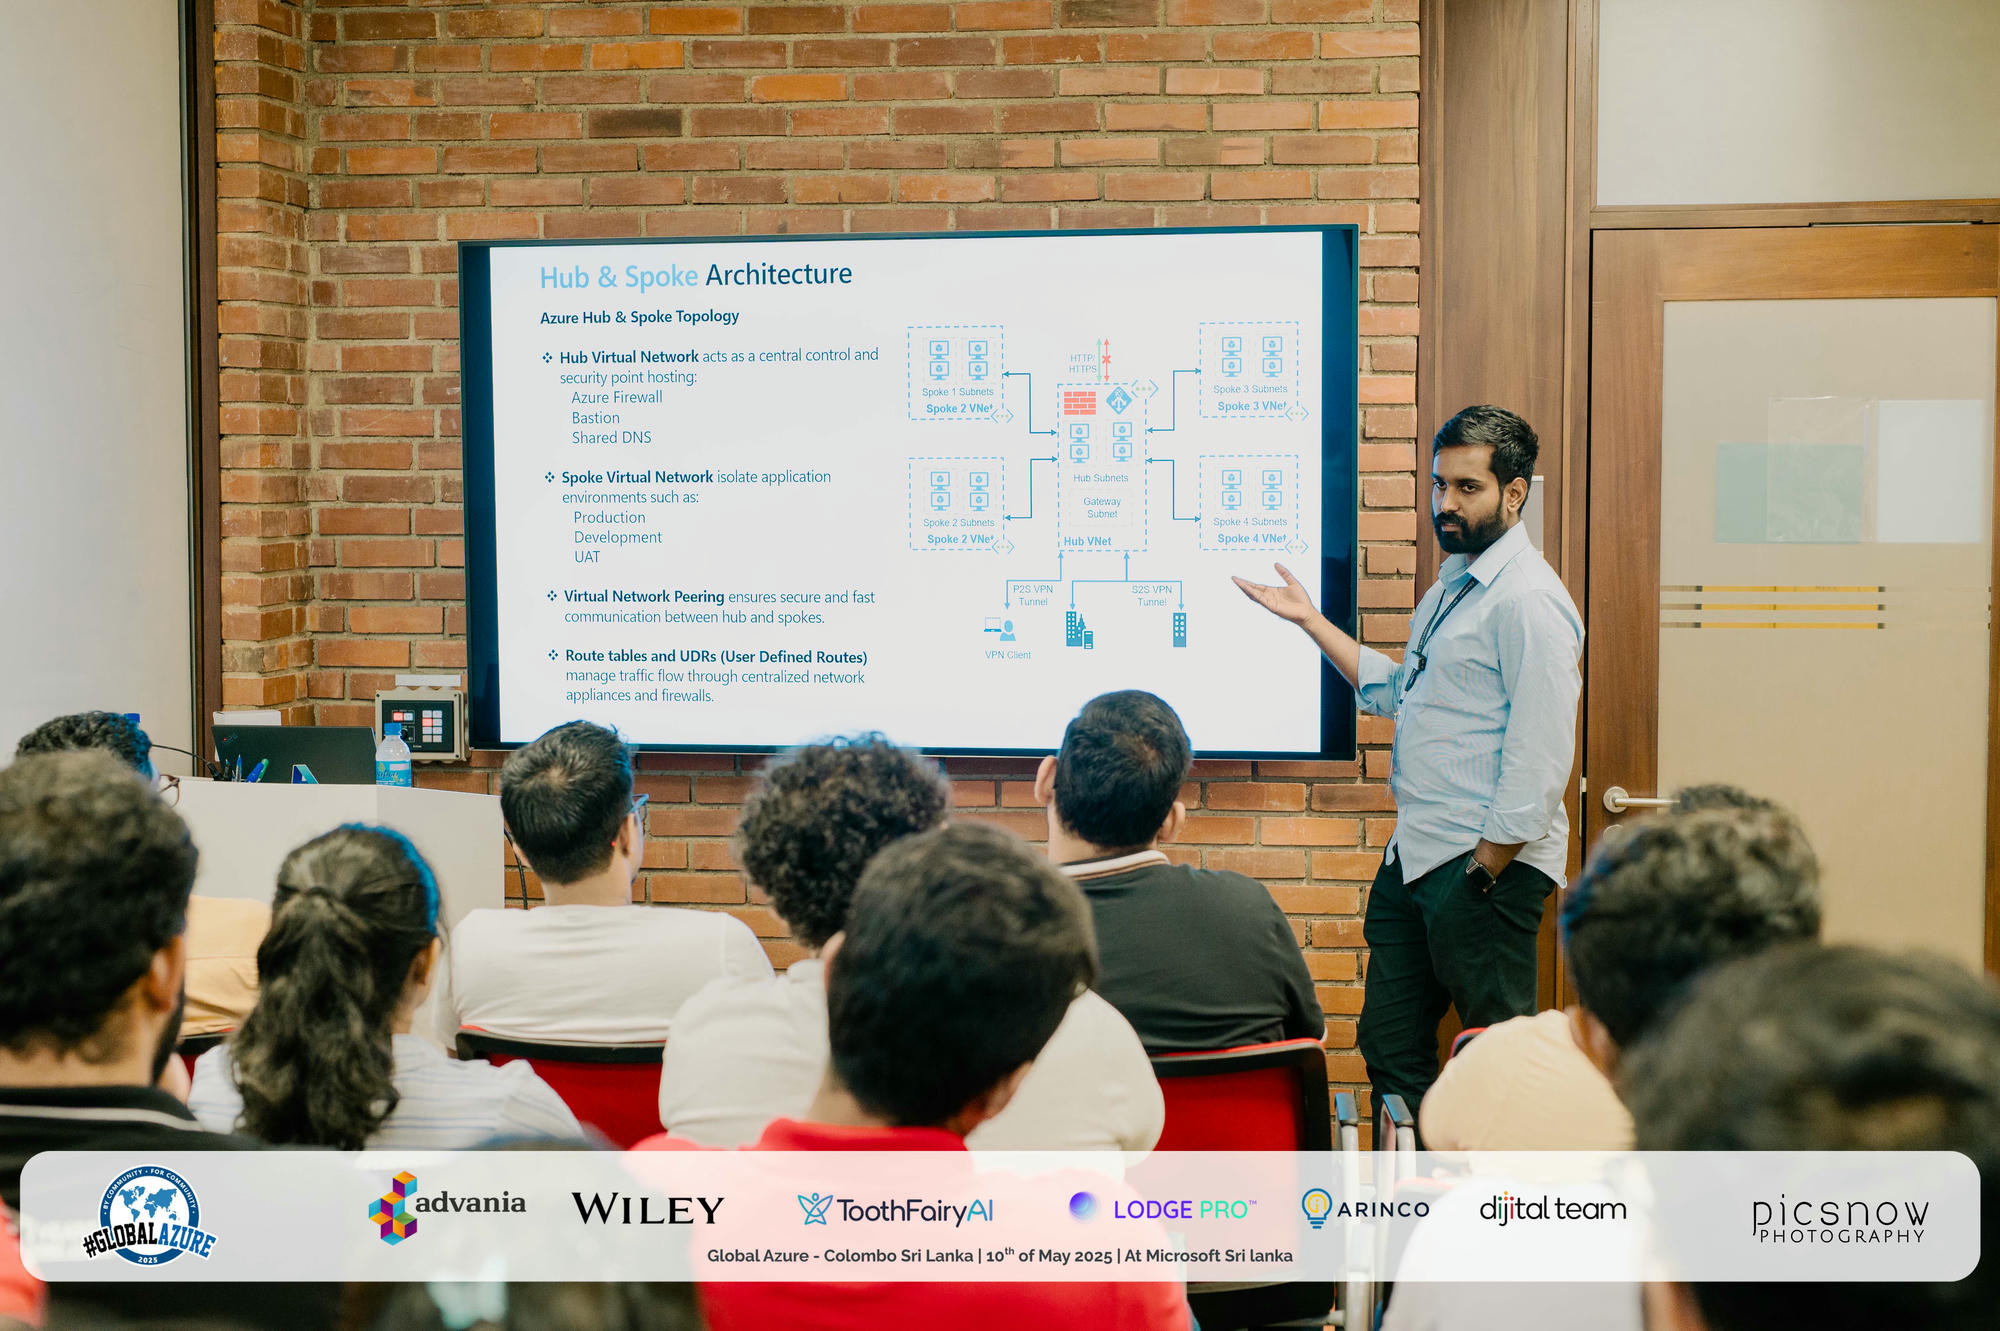 Hub & Spoke Architecture
Azure Hub & Spoke Topology
❖ Hub Virtual Network acts as a central control and
security point hosting:
Azure Firewall
Bastion
Shared DNS
❖ Spoke Virtual Network isolate application
environments such as:
Production
Development
UAT
❖ Virtual Network Peering ensures secure and fast
communication between hub and spokes.
❖ Route tables and UDRs (User Defined Routes)
manage traffic flow through centralized network
appliances and firewalls.
Spoke 1 Subnets
Spoke 2 VNet
HTTP/
HTTPS
Spoke 3 Subnets
Spoke 3 VNet
Spoke 2 Subnets
Spoke 2 VNet
Hub Subnets
Gateway
Subnet
Hub VNet
Spoke 4 Subnets
Spoke 4 VNet
P2S VPN
Tunnel
S2S VPN
Tunnel
VPN Client
BY COMMUNITY • FOR COMMUNITY
#GLOBALAZURE
2025
advania
WILEY
ToothFairyAI
LODGE PRO™
ARINCO
dijital team
picsnow
PHOTOGRAPHY
Global Azure - Colombo Sri Lanka | 10th of May 2025 | At Microsoft Sri lanka